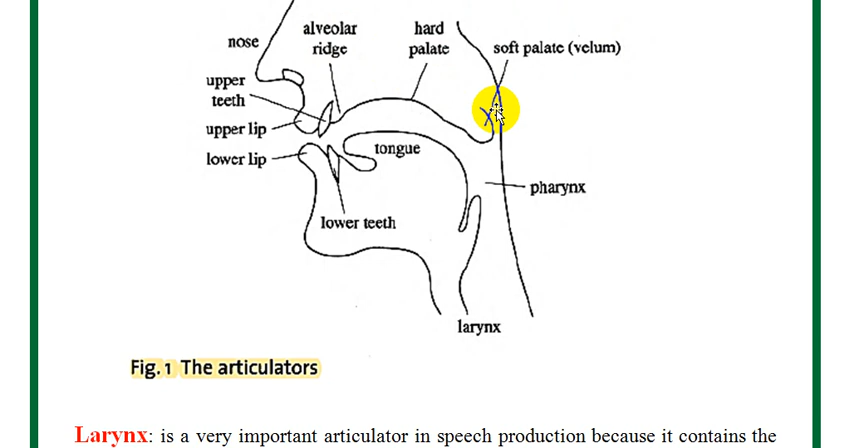 alveolar
ridge
hard
palate
soft palate (velum)
nose
upper
teeth
upper lip
lower lip
tongue
pharynx
lower teeth
larynx
Fig. 1 The articulators
Larynx: is a very important articulator in speech production because it contains the